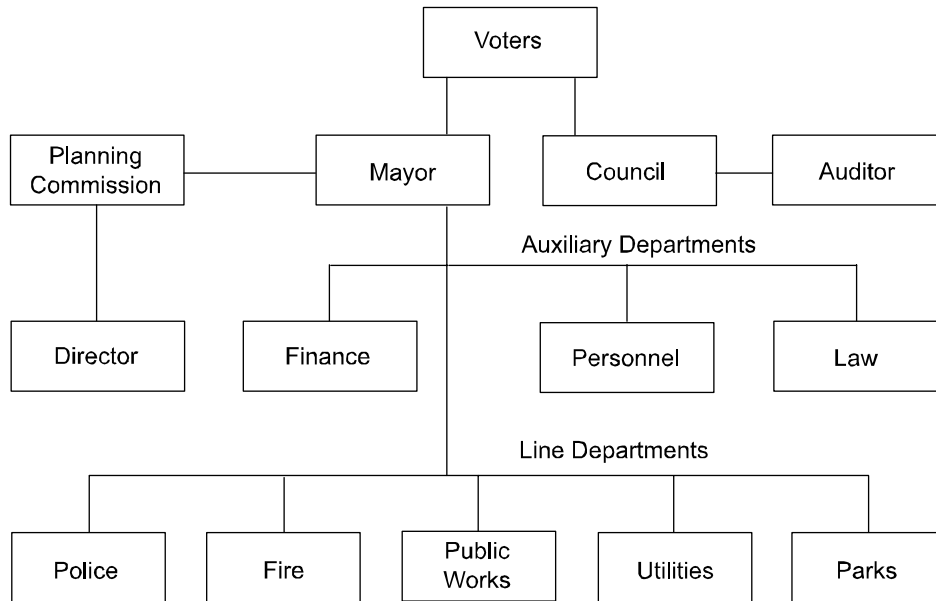 Voters
Planning
Commission
Mayor
Council
Auditor
Auxiliary Departments
Director
Finance
Personnel
Law
Line Departments
Police
Fire
Public
Works
Utilities
Parks